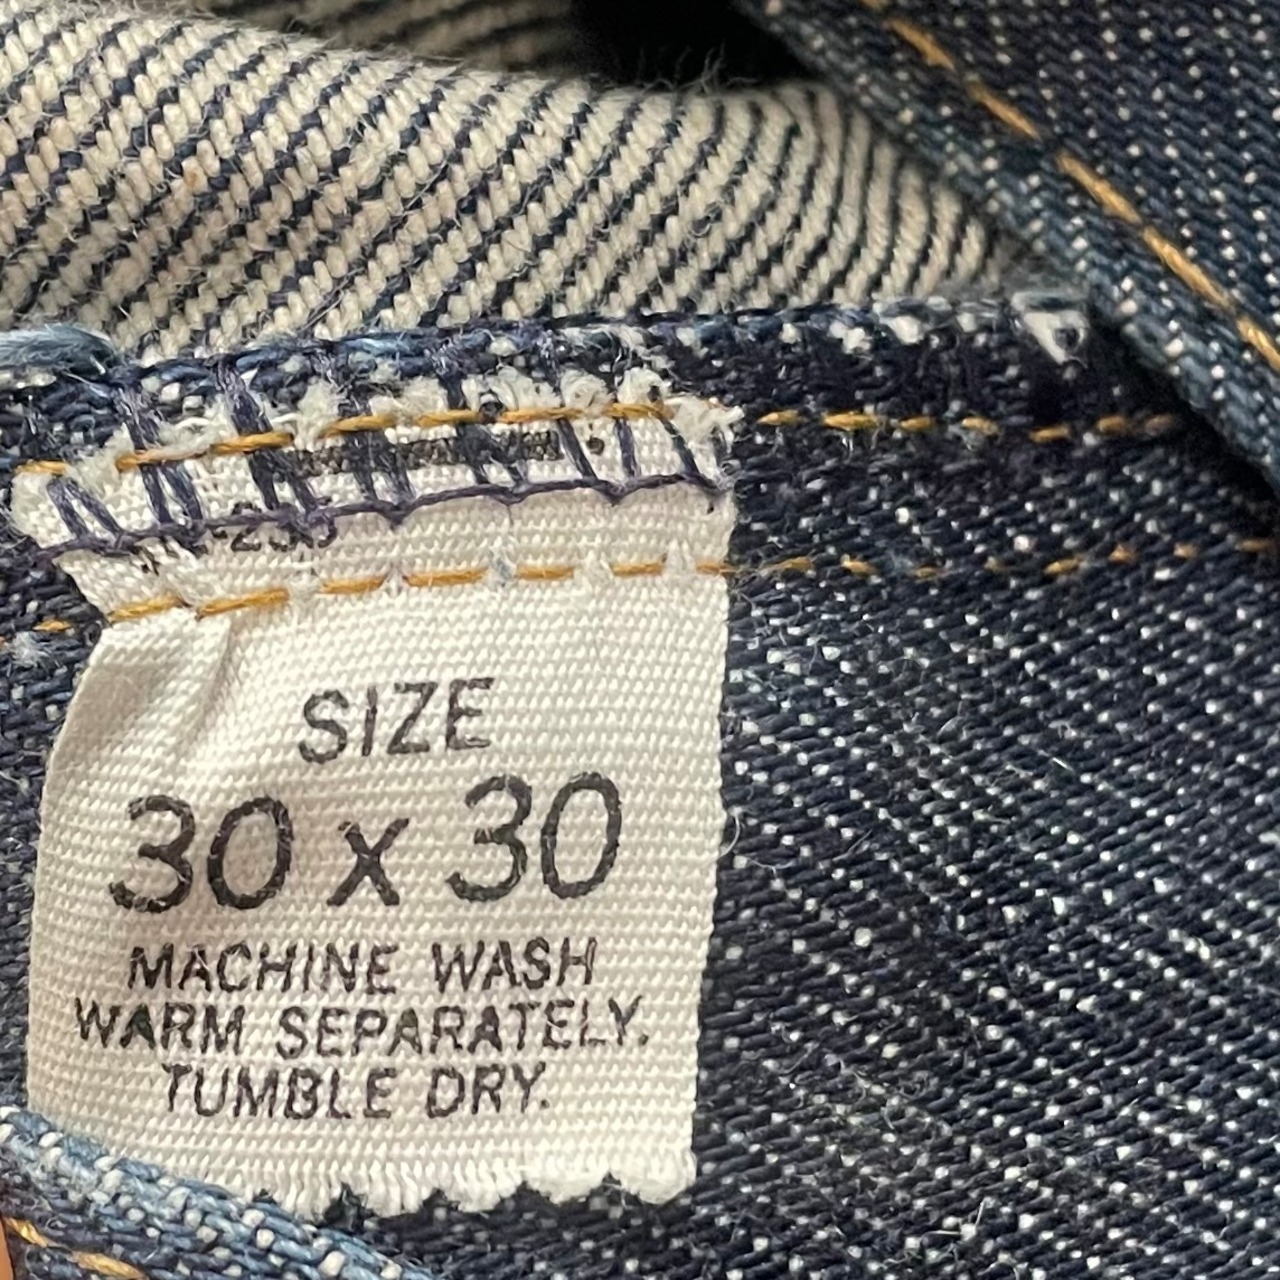 SIZE
30 x 30
MACHINE WASH
WARM SEPARATELY.
TUMBLE DRY.